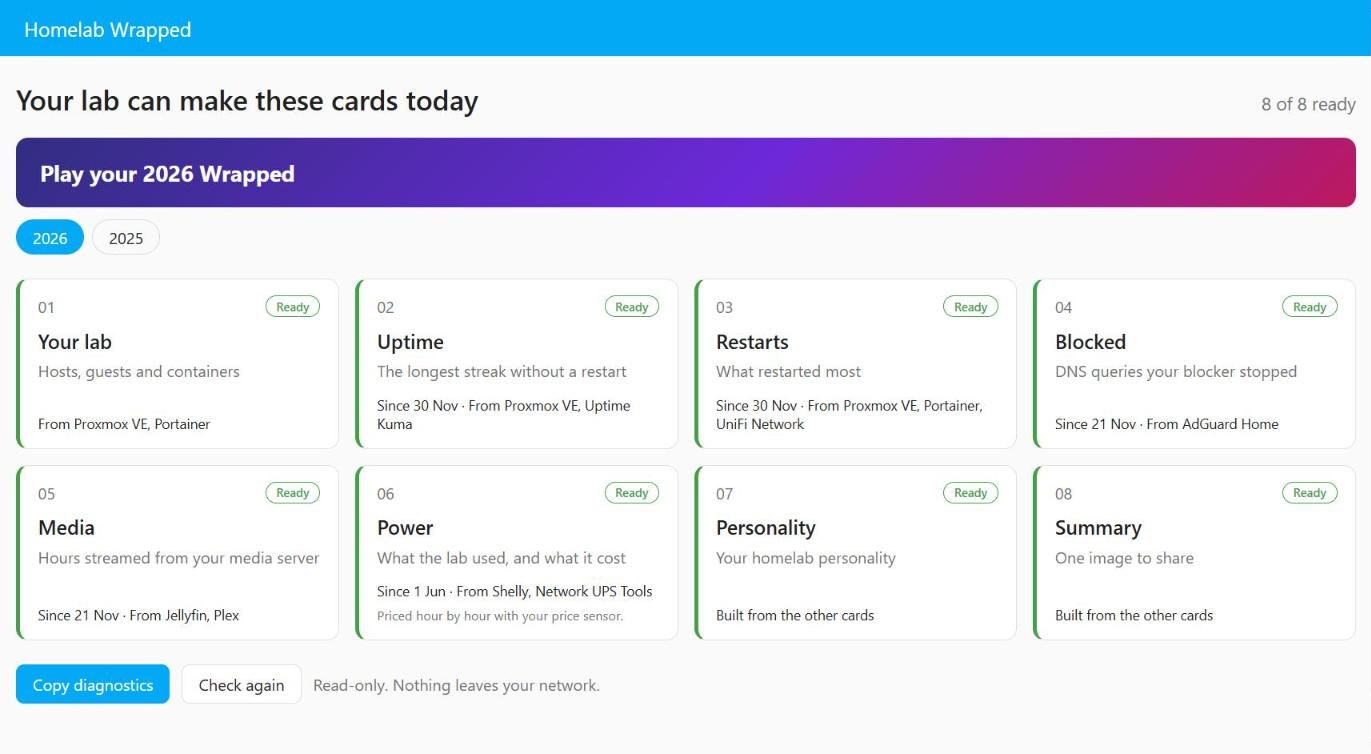 Homelab Wrapped
Your lab can make these cards today
8 of 8 ready
Play your 2026 Wrapped
2026
2025
01
Ready
Your lab
Hosts, guests and containers
From Proxmox VE, Portainer
02
Ready
Uptime
The longest streak without a restart
Since 30 Nov · From Proxmox VE, Uptime
Kuma
03
Ready
Restarts
What restarted most
Since 30 Nov · From Proxmox VE, Portainer,
UniFi Network
04
Ready
Blocked
DNS queries your blocker stopped
Since 21 Nov · From AdGuard Home
05
Ready
Media
Hours streamed from your media server
Since 21 Nov · From Jellyfin, Plex
06
Ready
Power
What the lab used, and what it cost
Since 1 Jun · From Shelly, Network UPS Tools
Priced hour by hour with your price sensor.
07
Ready
Personality
Your homelab personality
Built from the other cards
08
Ready
Summary
One image to share
Built from the other cards
Copy diagnostics
Check again
Read-only. Nothing leaves your network.